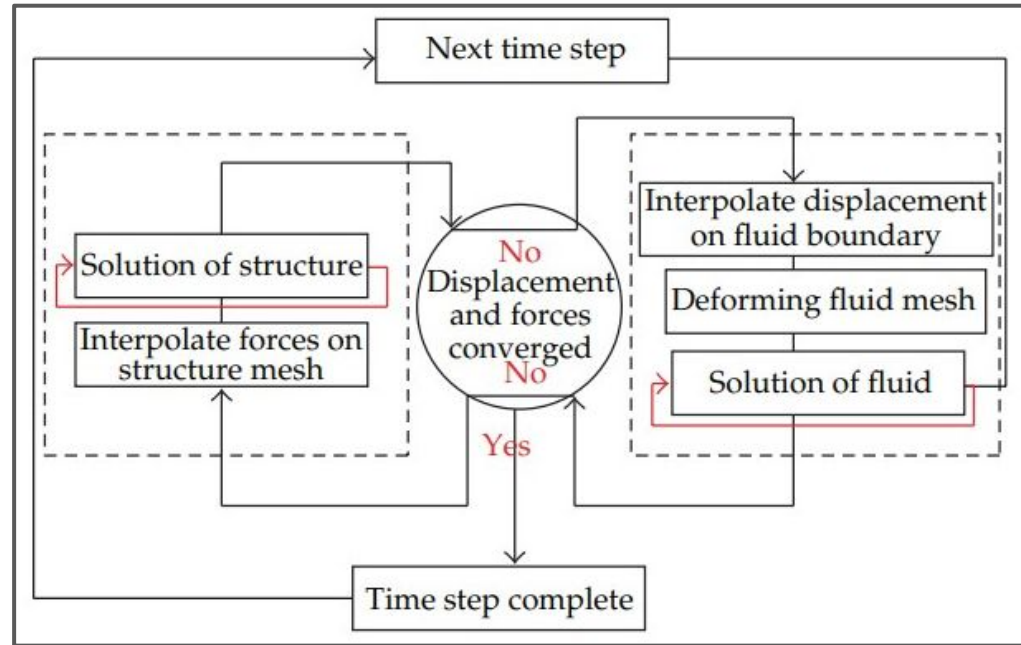 Next time step
Solution of structure
Interpolate forces on
structure mesh
No
Displacement
and forces
converged
No
Yes
Interpolate displacement
on fluid boundary
Deforming fluid mesh
Solution of fluid
Time step complete